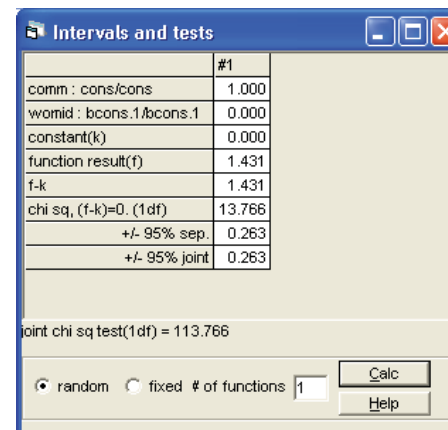 Intervals and tests
#1
comm : cons/cons 1.000
womid : bcons.1/bcons.1 0.000
constant(k) 0.000
function result(f) 1.431
f-k 1.431
chi sq, (f-k)=0. (1df) 13.766
+/- 95% sep. 0.263
+/- 95% joint 0.263
joint chi sq test(1df) = 113.766
random fixed # of functions 1 Calc
Help